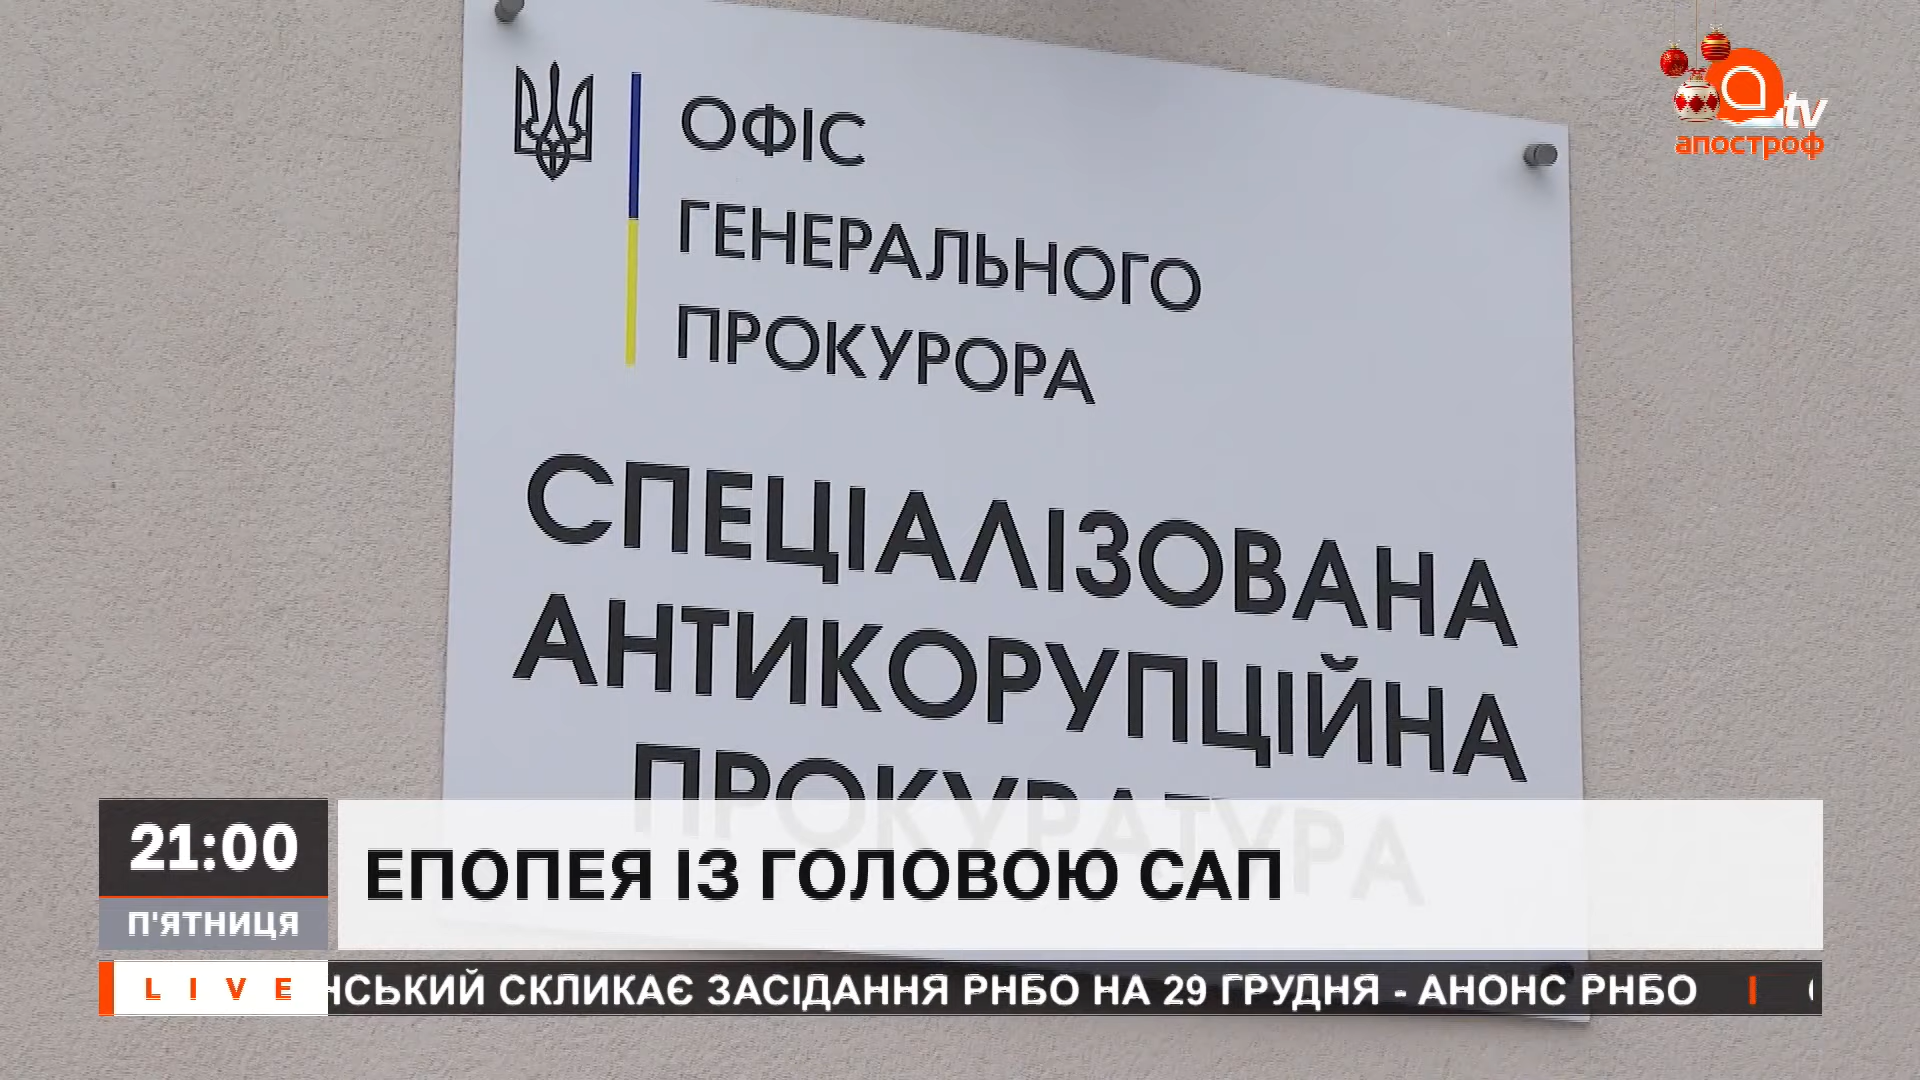 ОФІС
ГЕНЕРАЛЬНОГО
ПРОКУРОРА
СПЕЦІАЛІЗОВАНА
АНТИКОРУПЦІЙНА
ПРОКУРАТУРА
tv
апостроф
21:00
П'ЯТНИЦЯ
ЕПОПЕЯ ІЗ ГОЛОВОЮ САП
LIVE
НСЬКИЙ СКЛИКАЄ ЗАСІДАННЯ РНБО НА 29 ГРУДНЯ - АНОНС РНБО